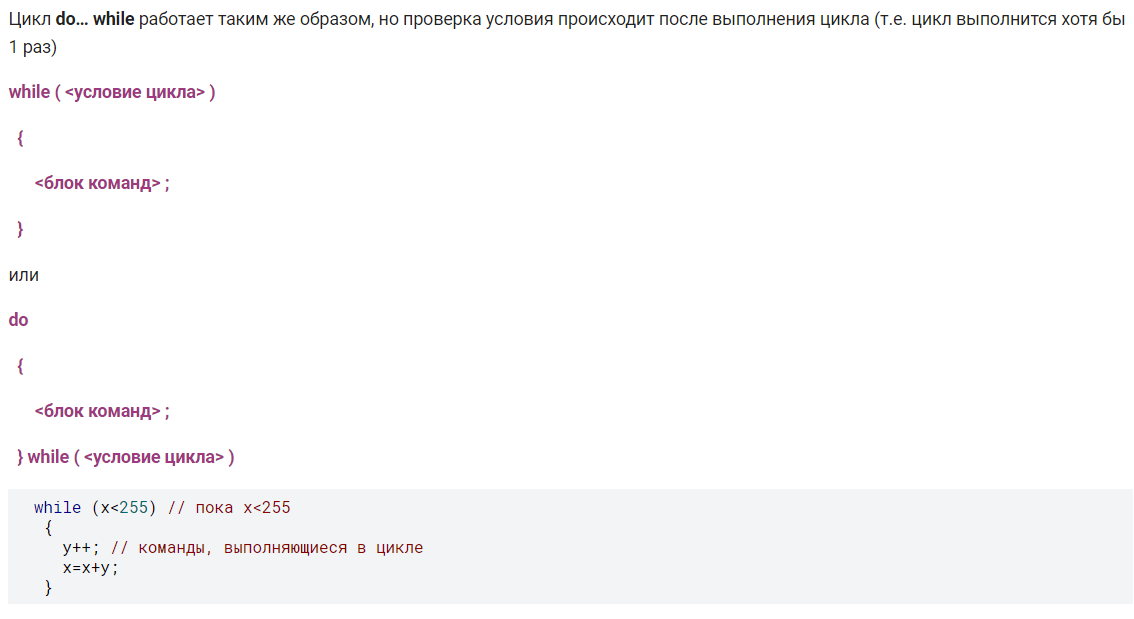 Цикл do... while работает таким же образом, но проверка условия происходит после выполнения цикла (т.е. цикл выполнится хотя бы
1 раз)
while ( <условие цикла> )
{
<блок команд> ;
}
или
do
{
<блок команд> ;
} while ( <условие цикла> )
while (x<255) // пока x<255
{
y++; // команды, выполняющиеся в цикле
x=x+y;
}